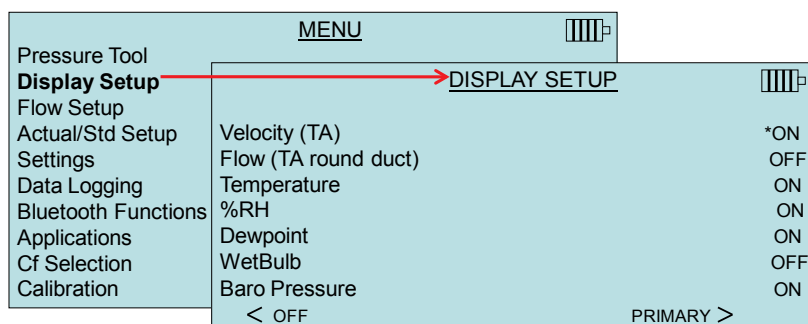 MENU
Pressure Tool
Display Setup
Flow Setup
Actual/Std Setup
Settings
Data Logging
Bluetooth Functions
Applications
Cf Selection
Calibration
DISPLAY SETUP
Velocity (TA) *ON
Flow (TA round duct) OFF
Temperature ON
%RH ON
Dewpoint ON
WetBulb OFF
Baro Pressure ON
< OFF PRIMARY >